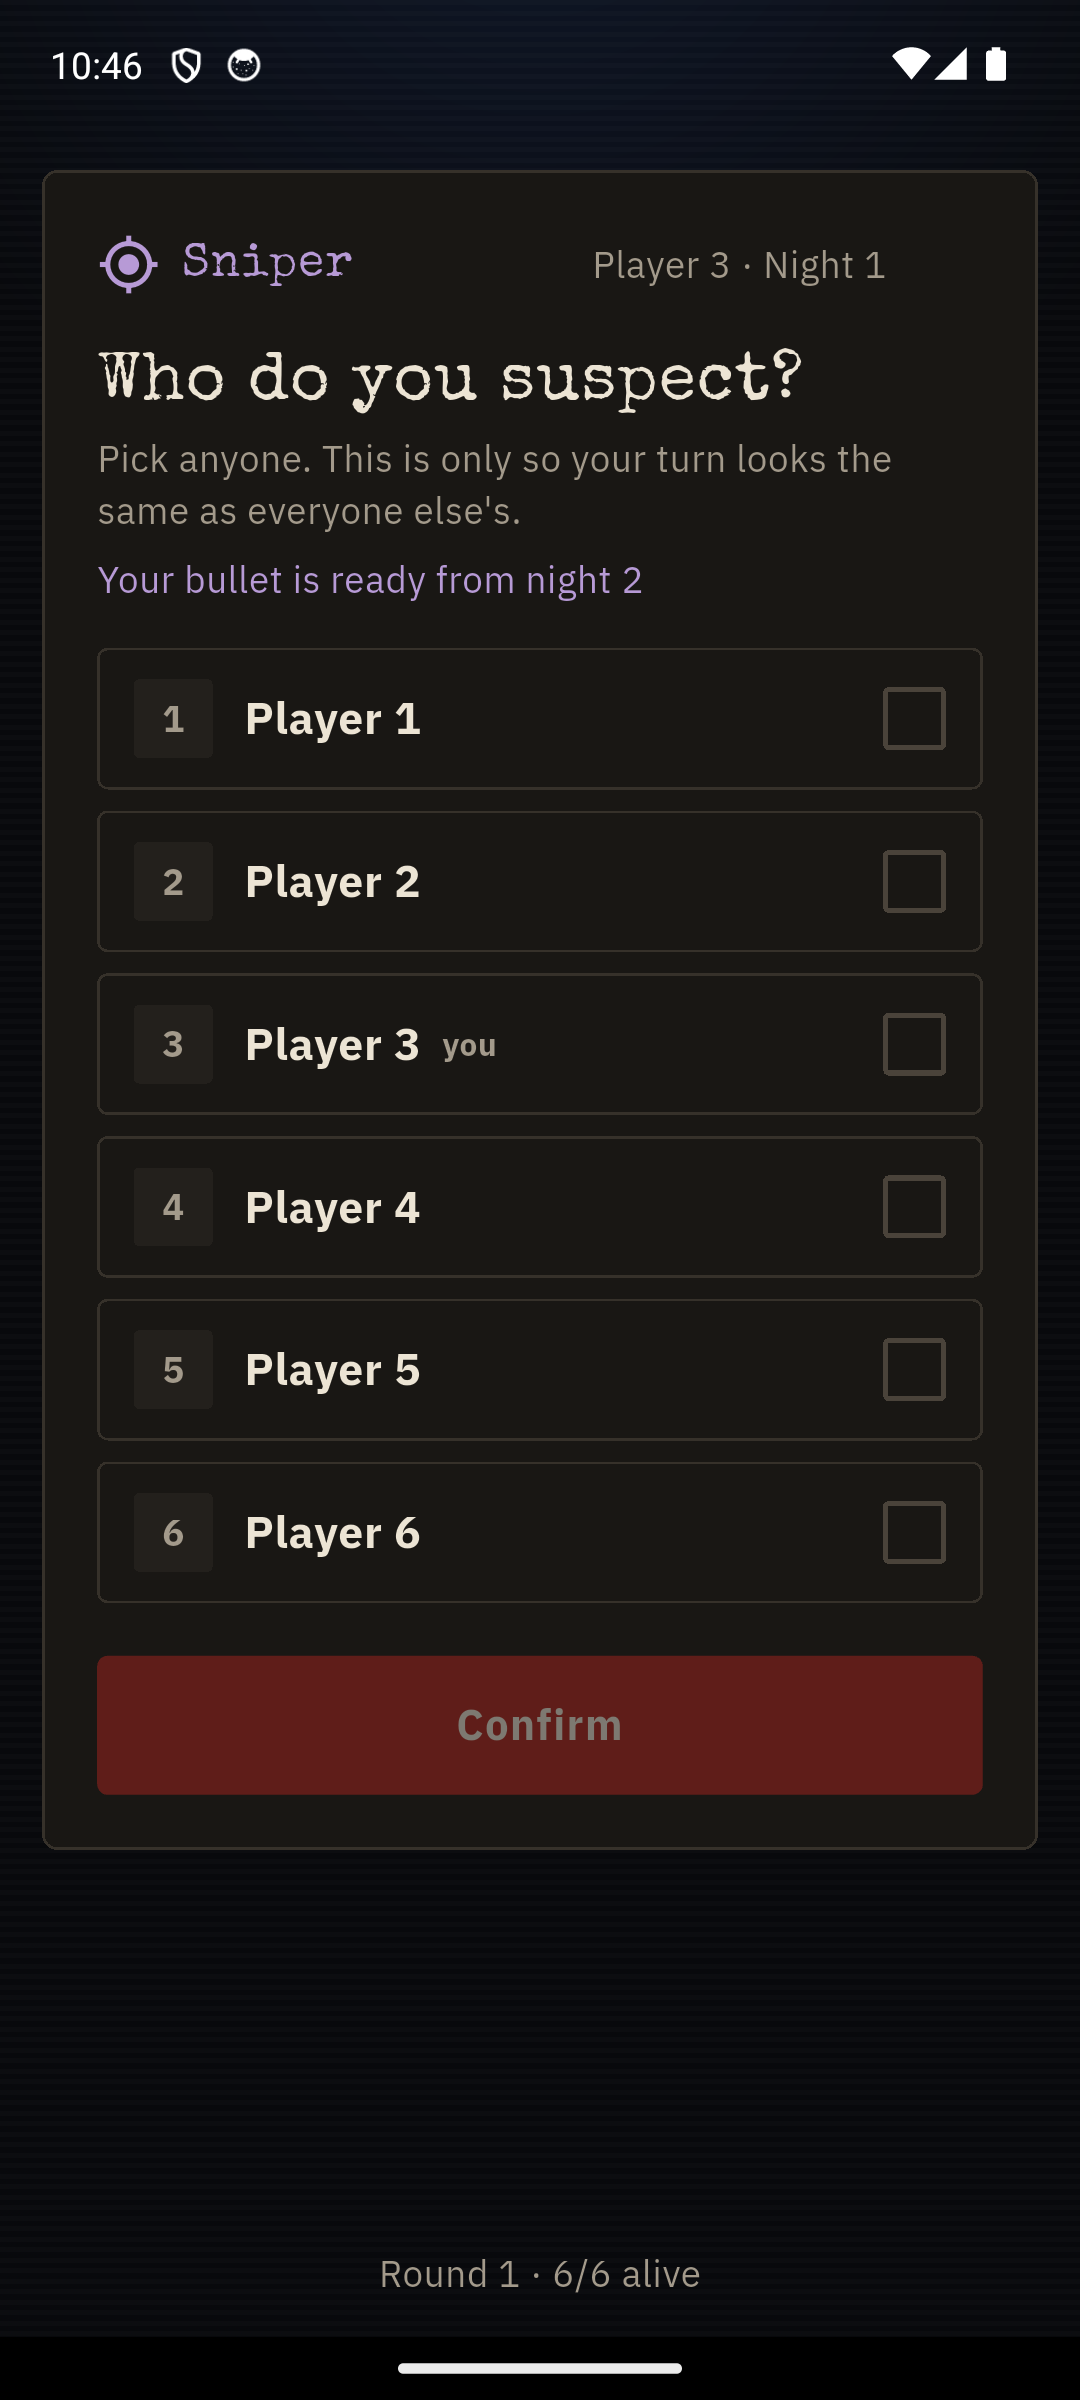 10:46
Sniper
Player 3 · Night 1
Who do you suspect?
Pick anyone. This is only so your turn looks the
same as everyone else's.
Your bullet is ready from night 2
1 Player 1
2 Player 2
3 Player 3 you
4 Player 4
5 Player 5
6 Player 6
Confirm
Round 1 · 6/6 alive